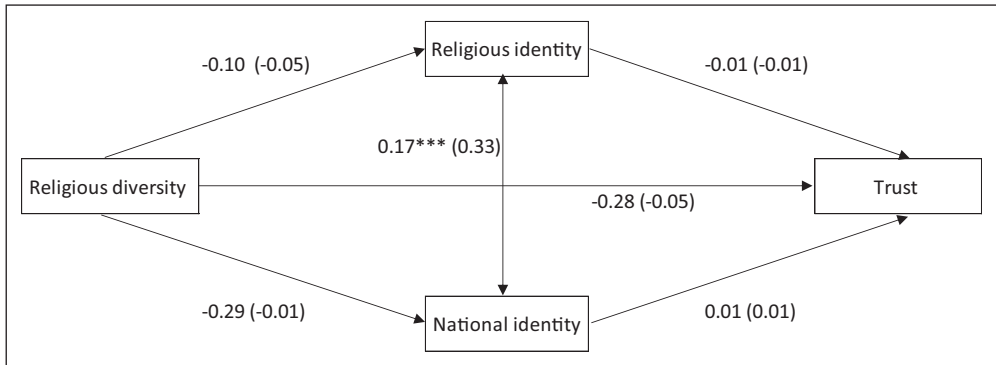 Religious identity
-0.10 (-0.05)
-0.01 (-0.01)
0.17*** (0.33)
Religious diversity
Trust
-0.28 (-0.05)
-0.29 (-0.01)
National identity
0.01 (0.01)